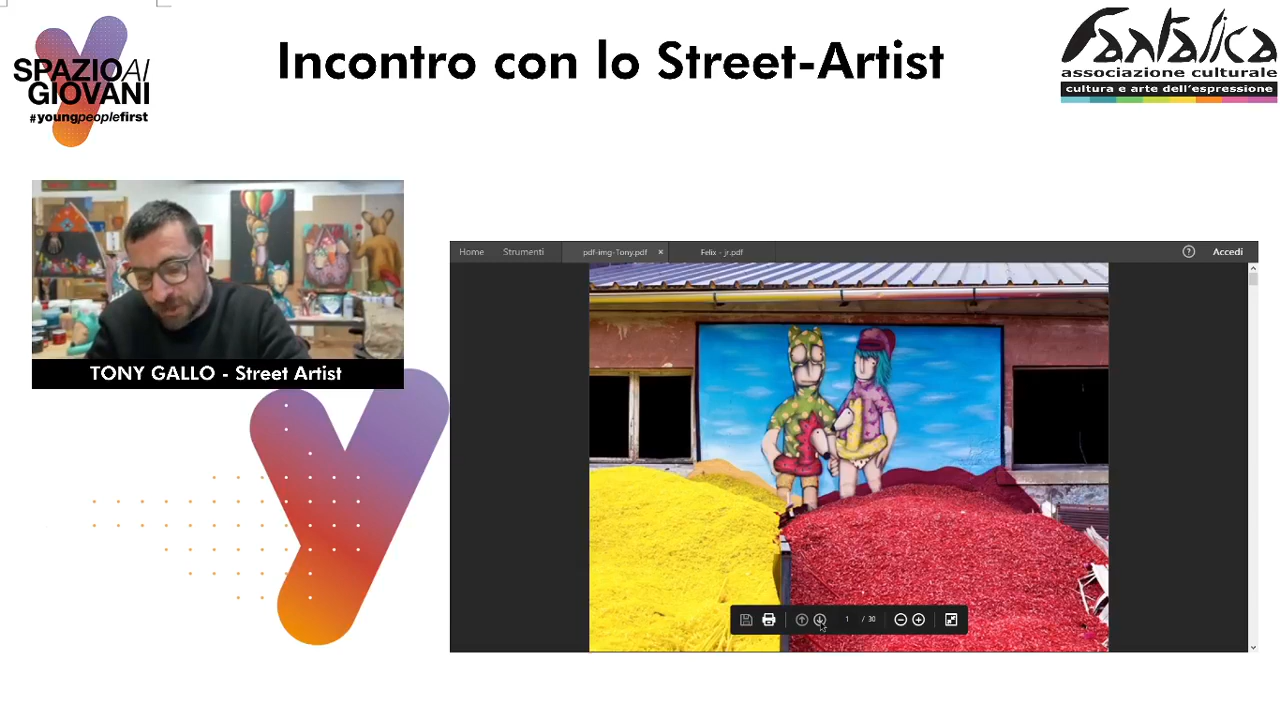 SPAZIO AI
GIOVANI
#youngpeoplefirst
Incontro con lo Street-Artist
Fantalica
associazione culturale
cultura e arte dell'espressione
TONY GALLO - Street Artist
Home Strumenti pdf-img-Tony.pdf × Felix - jr.pdf ? Accedi
1 / 30